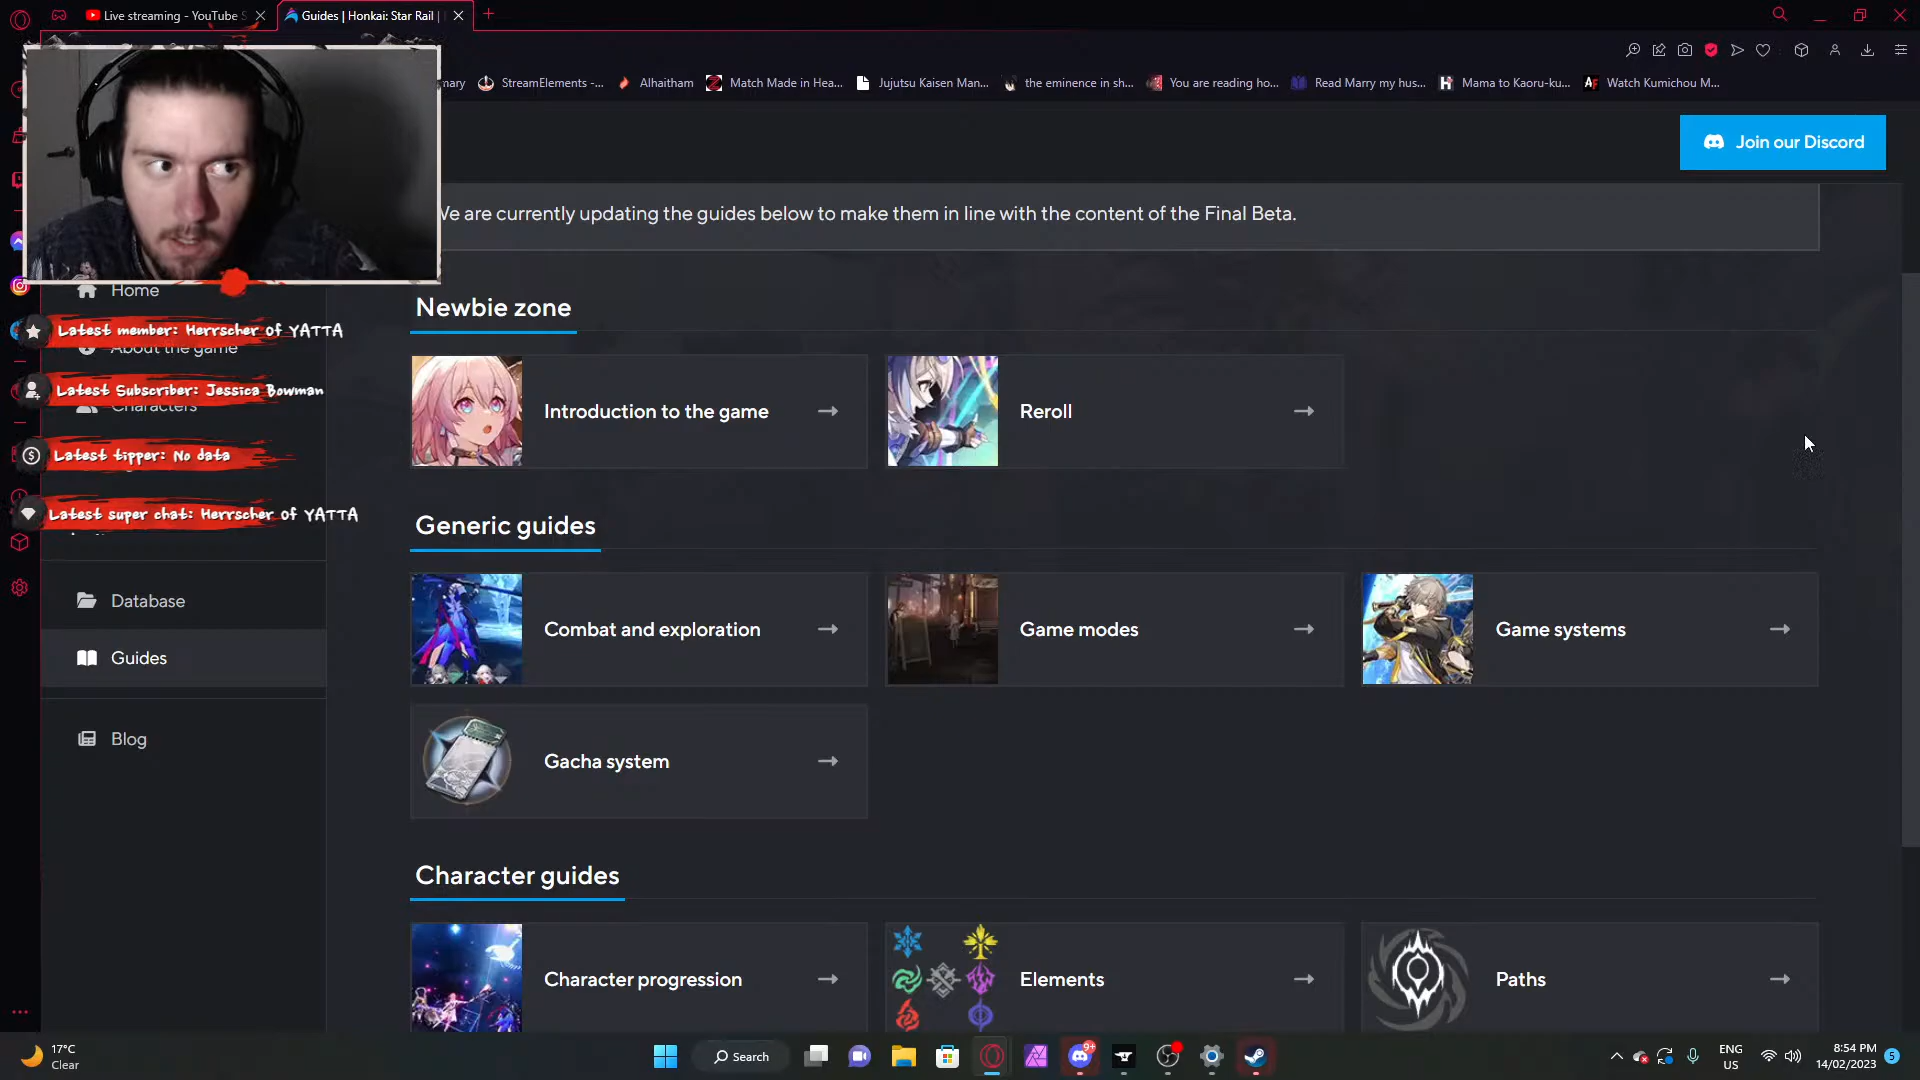 Live streaming - YouTube S
Guides | Honkai: Star Rail |
mary
StreamElements -...
Alhaitham
Match Made in Hea...
Jujutsu Kaisen Man...
the eminence in sh...
You are reading ho...
Read Marry my hus...
Mama to Kaoru-ku...
Watch Kumichou M...
Join our Discord
We are currently updating the guides below to make them in line with the content of the Final Beta.
Home
Latest member: Herrscher of YATTA
About the game
Latest Subscriber: Jessica Bowman
Characters
Latest tipper: No data
Latest super chat: Herrscher of YATTA
Database
Guides
Blog
Newbie zone
Introduction to the game
Reroll
Generic guides
Combat and exploration
Game modes
Game systems
Gacha system
Character guides
Character progression
Elements
Paths
17°C
Clear
Search
9+
ENG
US
8:54 PM
14/02/2023
5